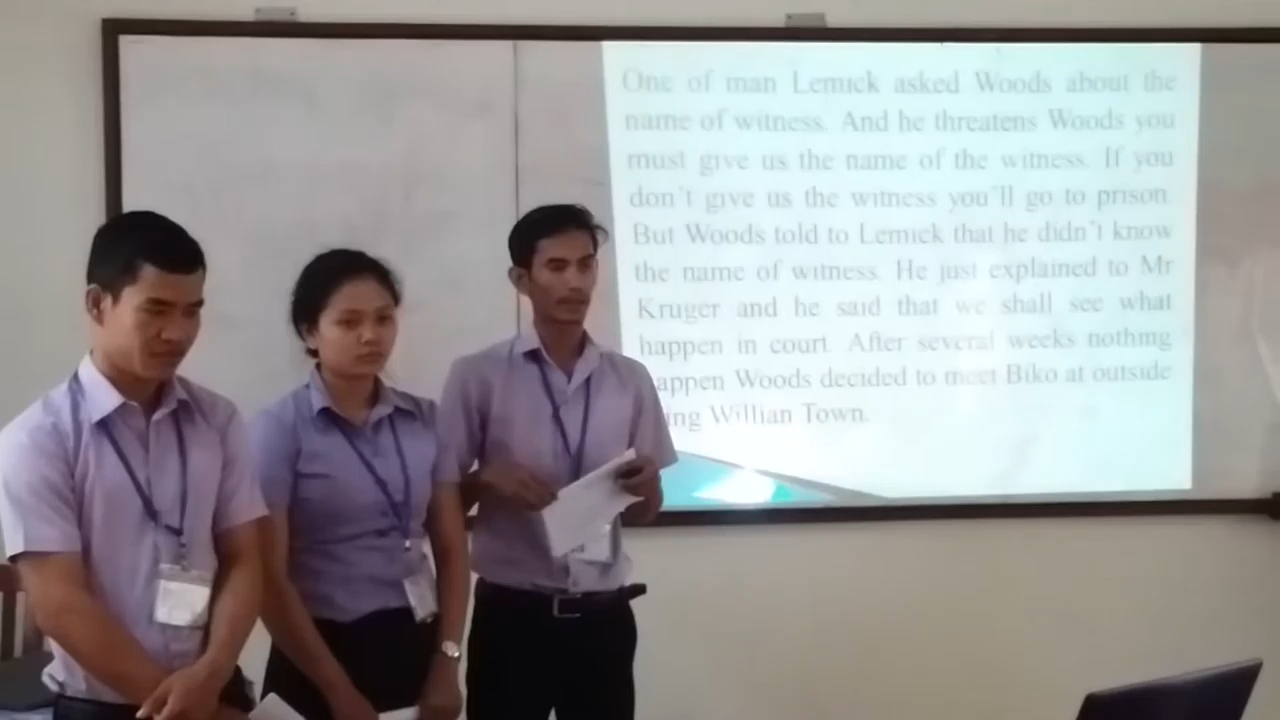 One of man Lemick asked Woods about the
name of witness. And he threatens Woods you
must give us the name of the witness. If you
don't give us the witness you'll go to prison.
But Woods told to Lemick that he didn't know
the name of witness. He just explained to Mr
Kruger and he said that we shall see what
happen in court. After several weeks nothing
appen Woods decided to meet Biko at outside
ing Willian Town.